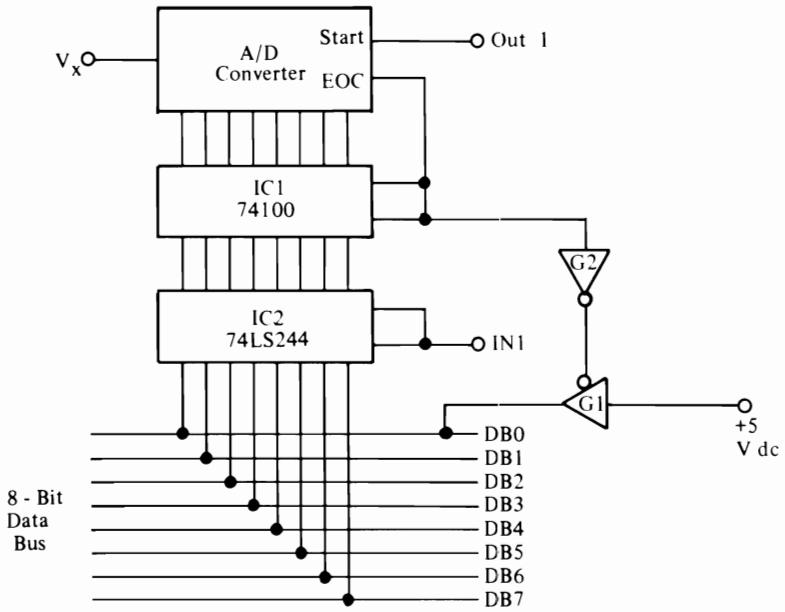 A/D
Converter
Start
EOC
Out 1
Vx
IC1
74100
G2
IC2
74LS244
IN1
G1
+5
V dc
8 - Bit
Data
Bus
DB0
DB1
DB2
DB3
DB4
DB5
DB6
DB7